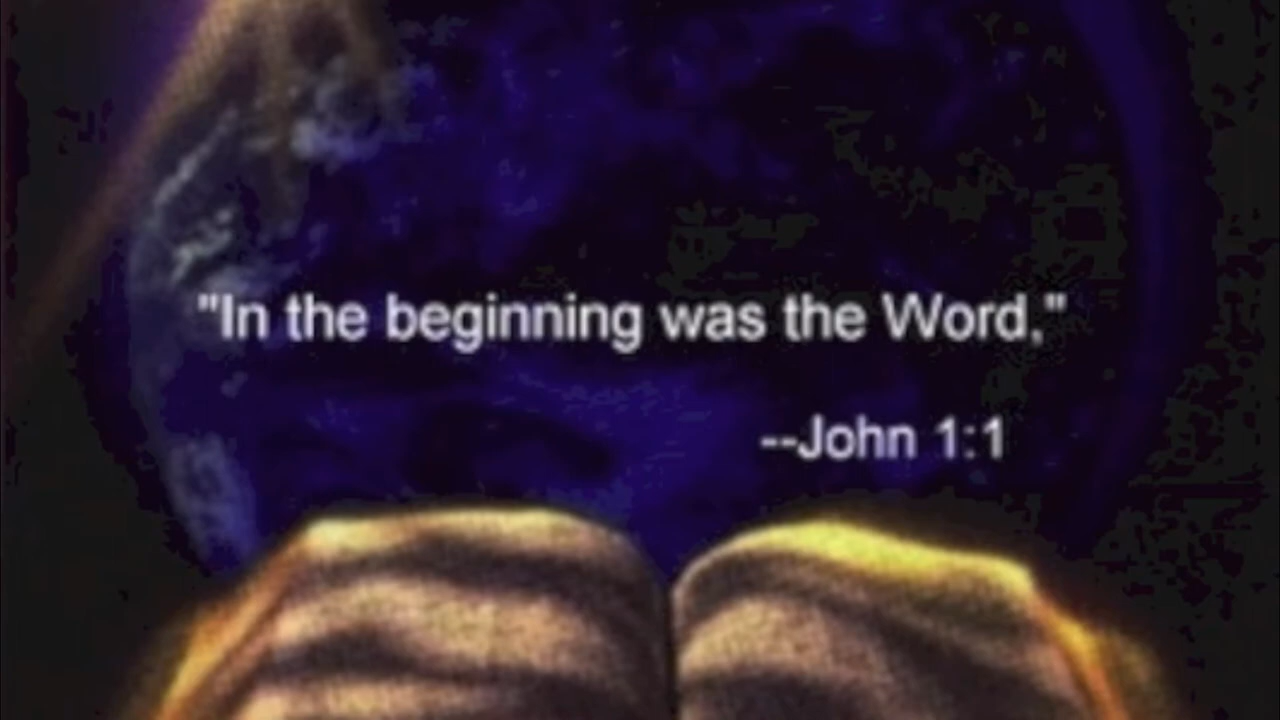 "In the beginning was the Word,"
--John 1:1